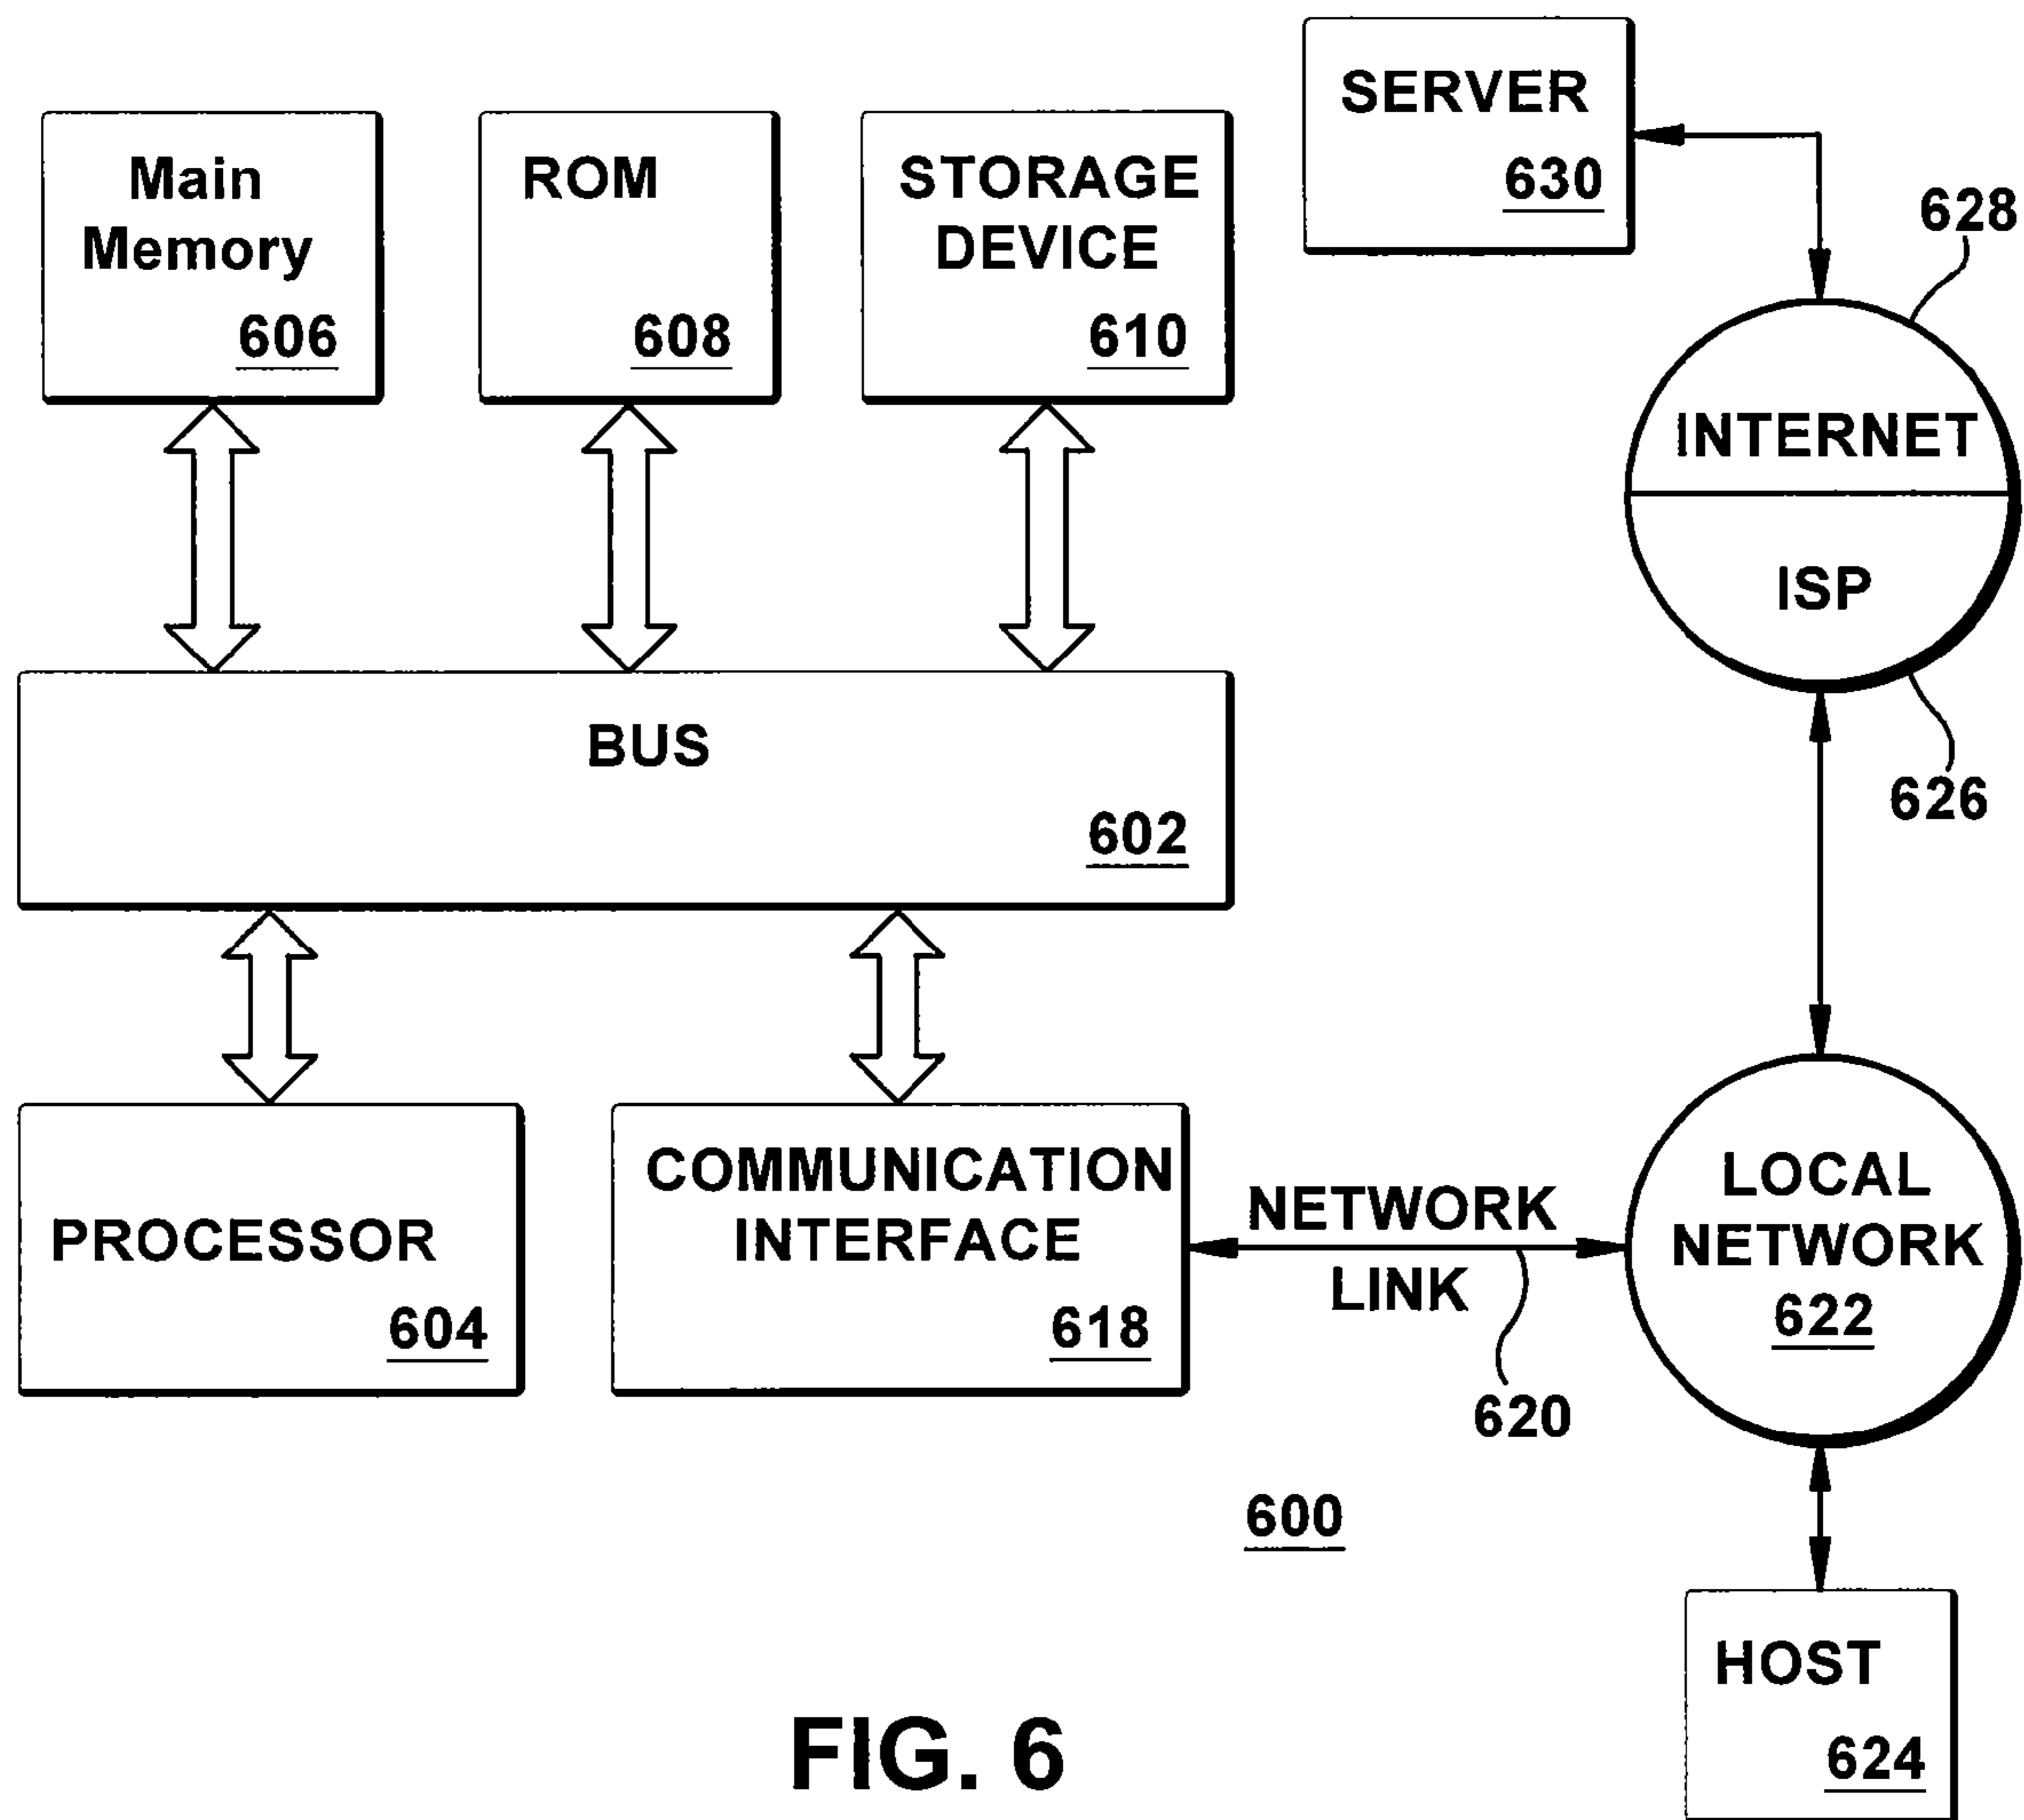 SERVER
630
Main
Memory
606
ROM
608
STORAGE
DEVICE
610
628
INTERNET
ISP
626
BUS
602
PROCESSOR
604
COMMUNICATION
INTERFACE
618
NETWORK
LINK
620
LOCAL
NETWORK
622
600
HOST
624
FIG. 6